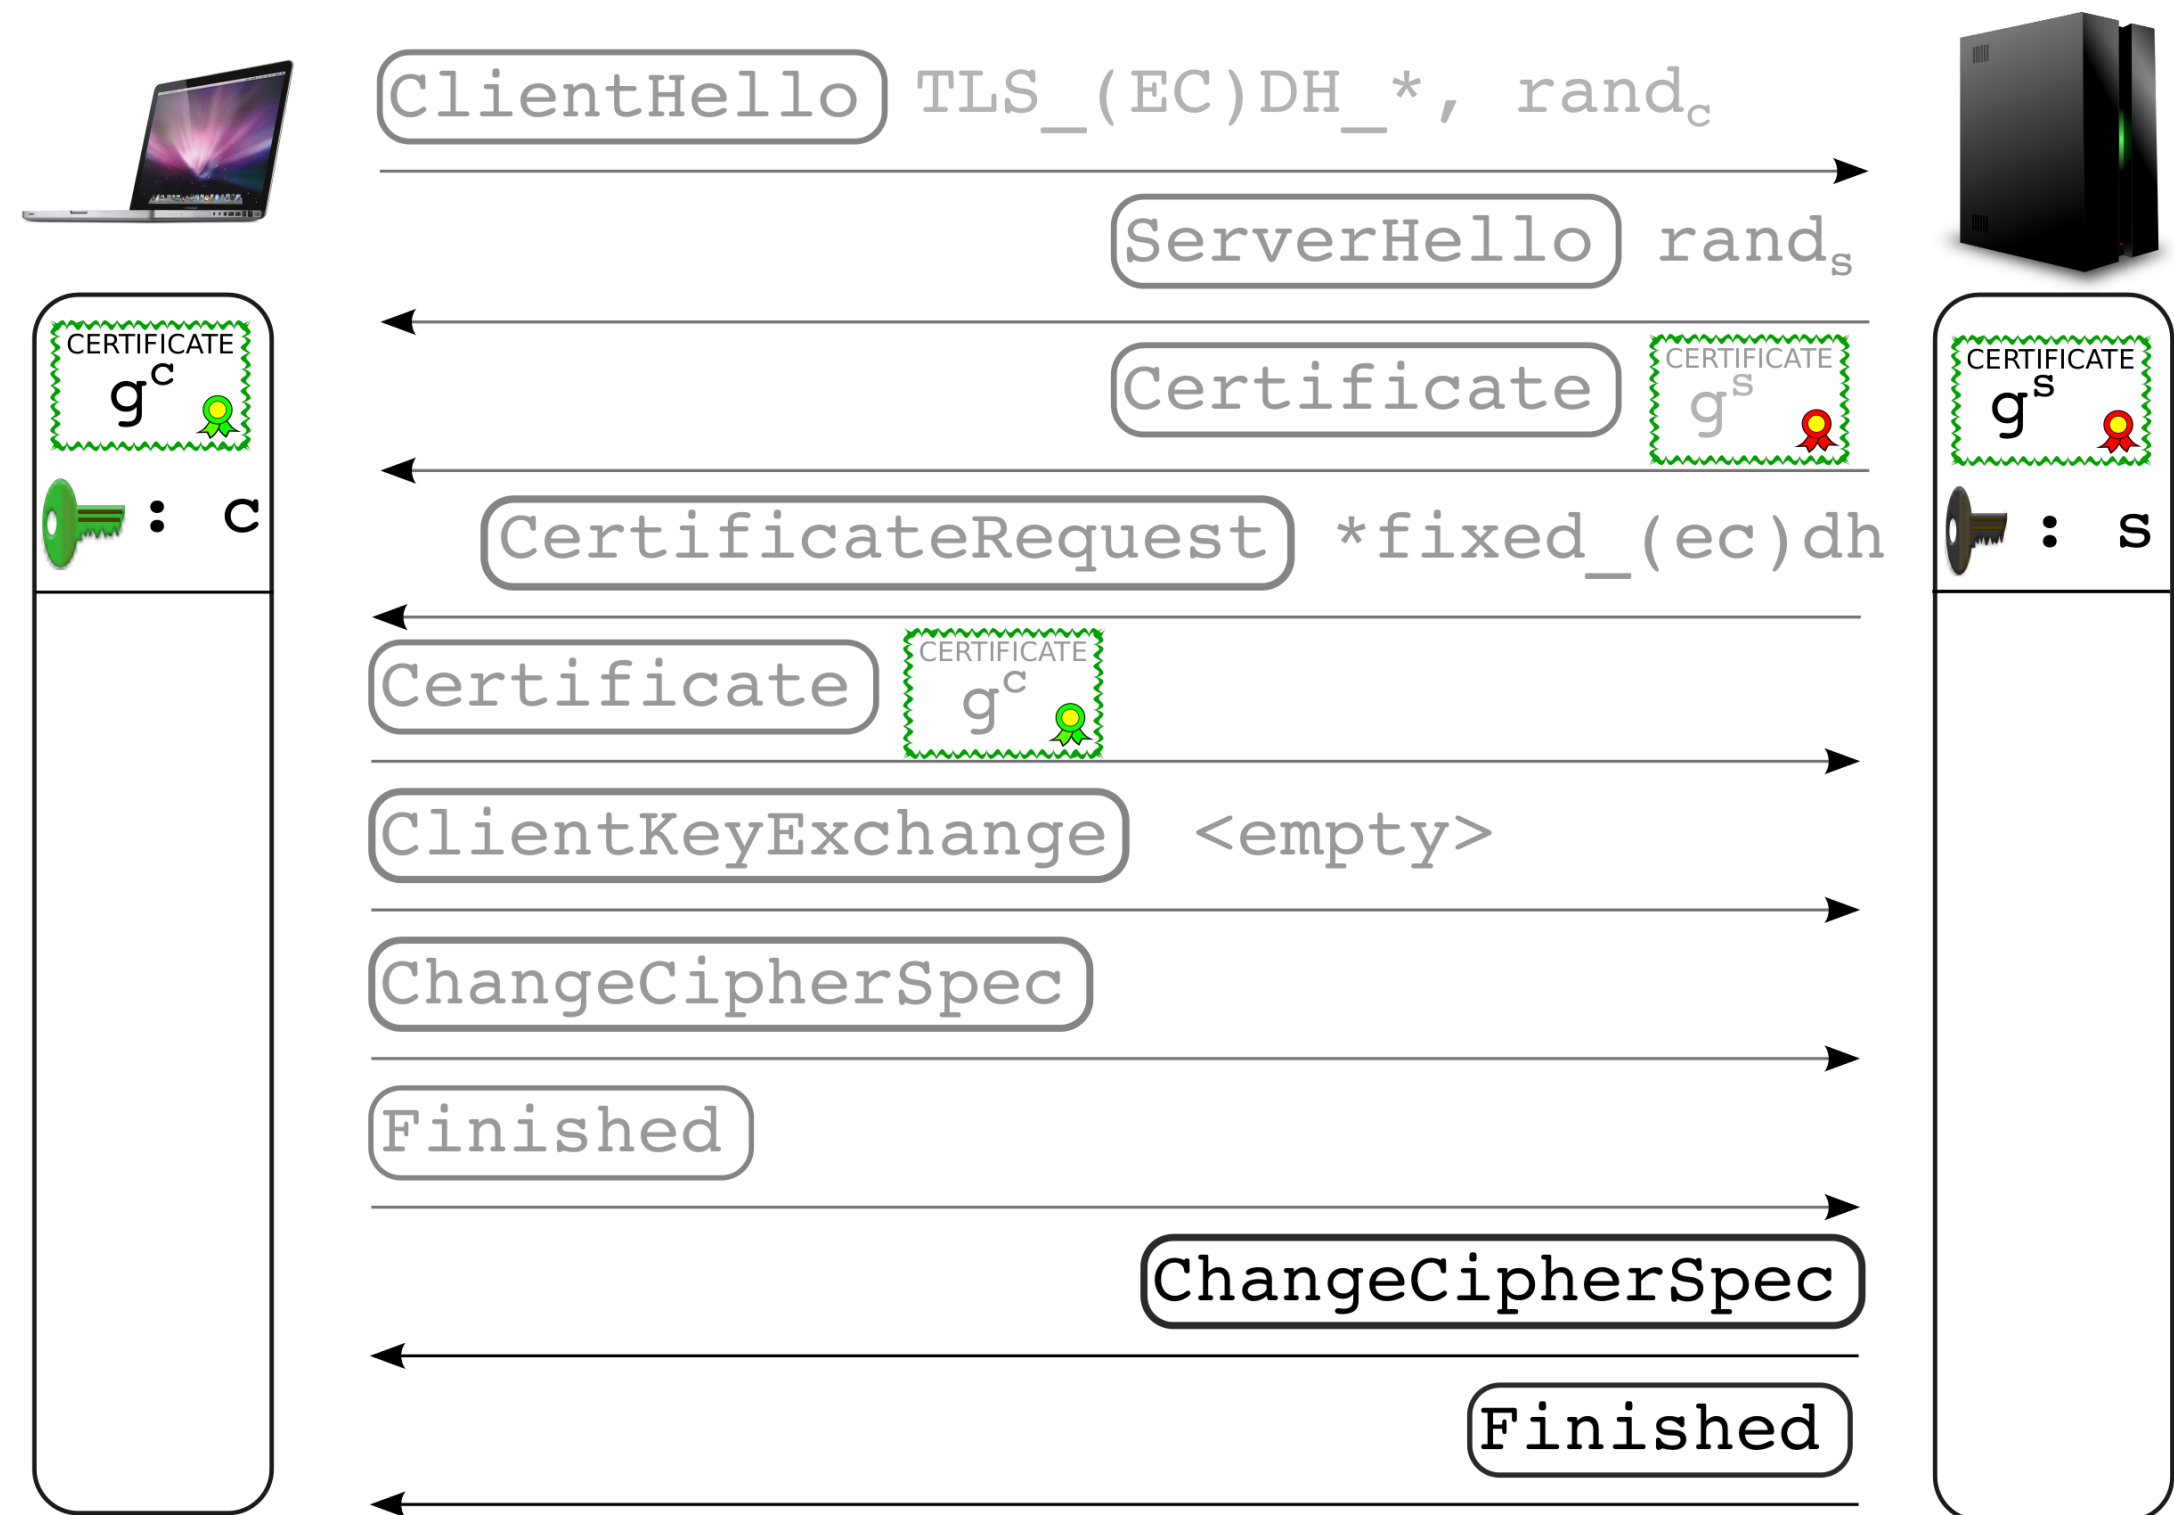 ClientHello TLS_(EC)DH_*, rand_c
ServerHello rand_s
CERTIFICATE
g^c
: c
Certificate
CERTIFICATE
g^s
CERTIFICATE
g^s
: s
CertificateRequest *fixed_(ec)dh
Certificate
CERTIFICATE
g^c
ClientKeyExchange <empty>
ChangeCipherSpec
Finished
ChangeCipherSpec
Finished